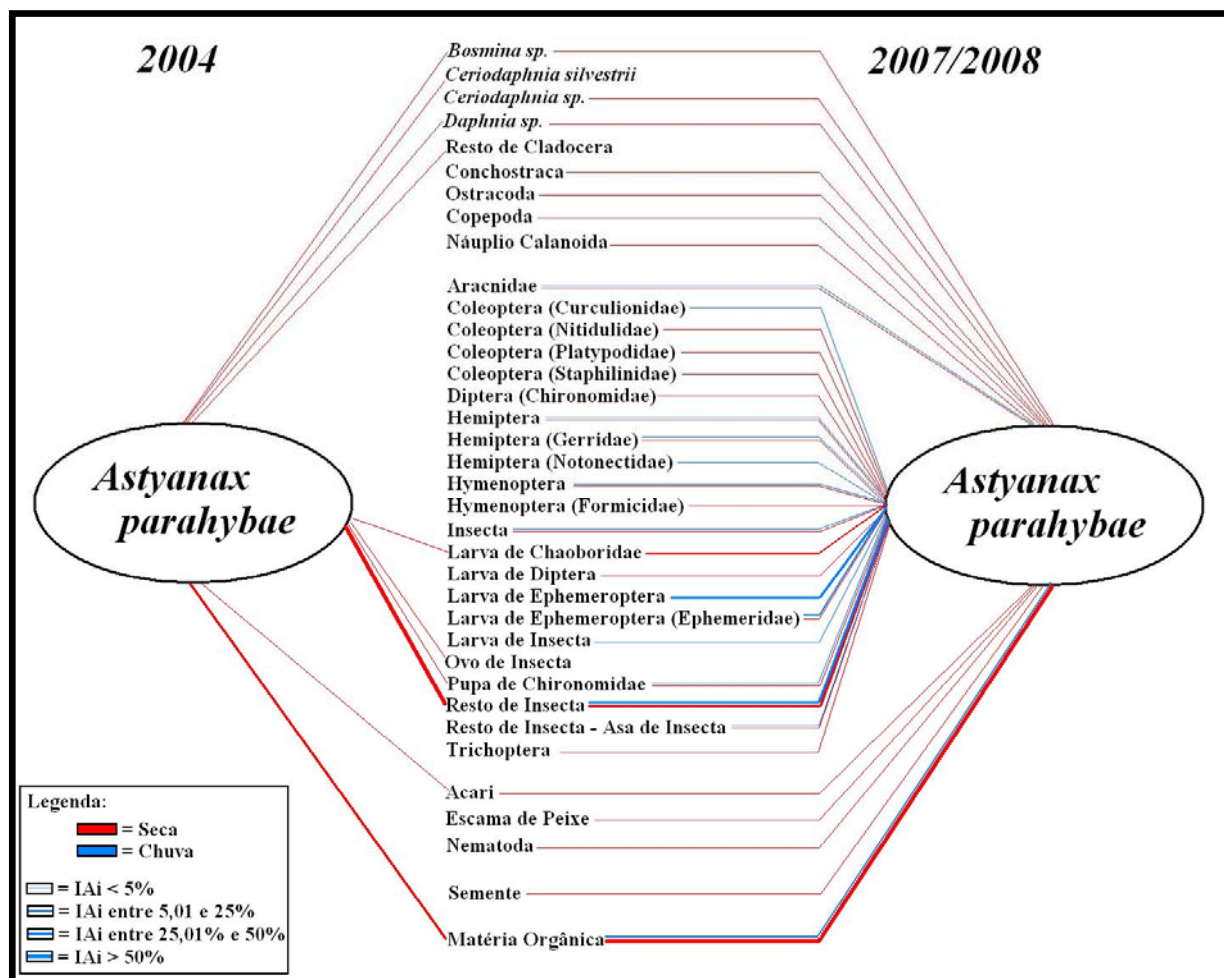 2004
2007/2008
Bosmina sp.
Ceriodaphnia silvestrii
Ceriodaphnia sp.
Daphnia sp.
Resto de Cladocera
Conchostraca
Ostracoda
Copepoda
Náuplio Calanoida
Aracnidae
Coleoptera (Curculionidae)
Coleoptera (Nitidulidae)
Coleoptera (Platypodidae)
Coleoptera (Staphilinidae)
Diptera (Chironomidae)
Hemiptera
Hemiptera (Gerridae)
Hemiptera (Notonectidae)
Hymenoptera
Hymenoptera (Formicidae)
Insecta
Larva de Chaoboridae
Larva de Diptera
Larva de Ephemeroptera
Larva de Ephemeroptera (Ephemeridae)
Larva de Insecta
Ovo de Insecta
Pupa de Chironomidae
Resto de Insecta
Resto de Insecta - Asa de Insecta
Trichoptera
Acari
Escama de Peixe
Nematoda
Semente
Matéria Orgânica
Astyanax
parahybae
Astyanax
parahybae
Legenda:
= Seca
= Chuva
= IAi < 5%
= IAi entre 5,01 e 25%
= IAi entre 25,01% e 50%
= IAi > 50%